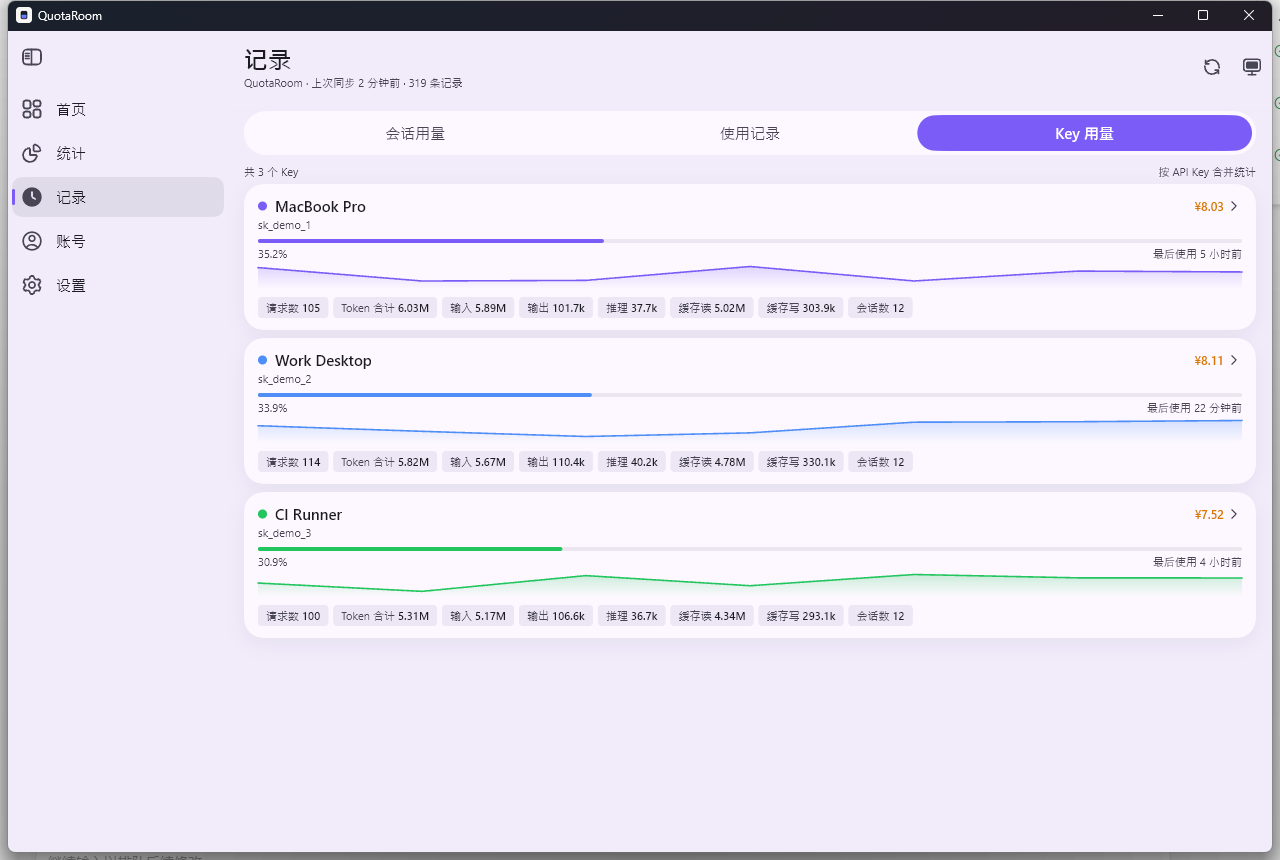 QuotaRoom
首页
统计
记录
账号
设置
记录
QuotaRoom · 上次同步 2 分钟前 · 319 条记录
会话用量 使用记录 Key 用量
共 3 个 Key 按 API Key 合并统计
MacBook Pro ¥8.03
sk_demo_1
35.2% 最后使用 5 小时前
请求数 105 Token 合计 6.03M 输入 5.89M 输出 101.7k 推理 37.7k 缓存读 5.02M 缓存写 303.9k 会话数 12
Work Desktop ¥8.11
sk_demo_2
33.9% 最后使用 22 分钟前
请求数 114 Token 合计 5.82M 输入 5.67M 输出 110.4k 推理 40.2k 缓存读 4.78M 缓存写 330.1k 会话数 12
CI Runner ¥7.52
sk_demo_3
30.9% 最后使用 4 小时前
请求数 100 Token 合计 5.31M 输入 5.17M 输出 106.6k 推理 36.7k 缓存读 4.34M 缓存写 293.1k 会话数 12